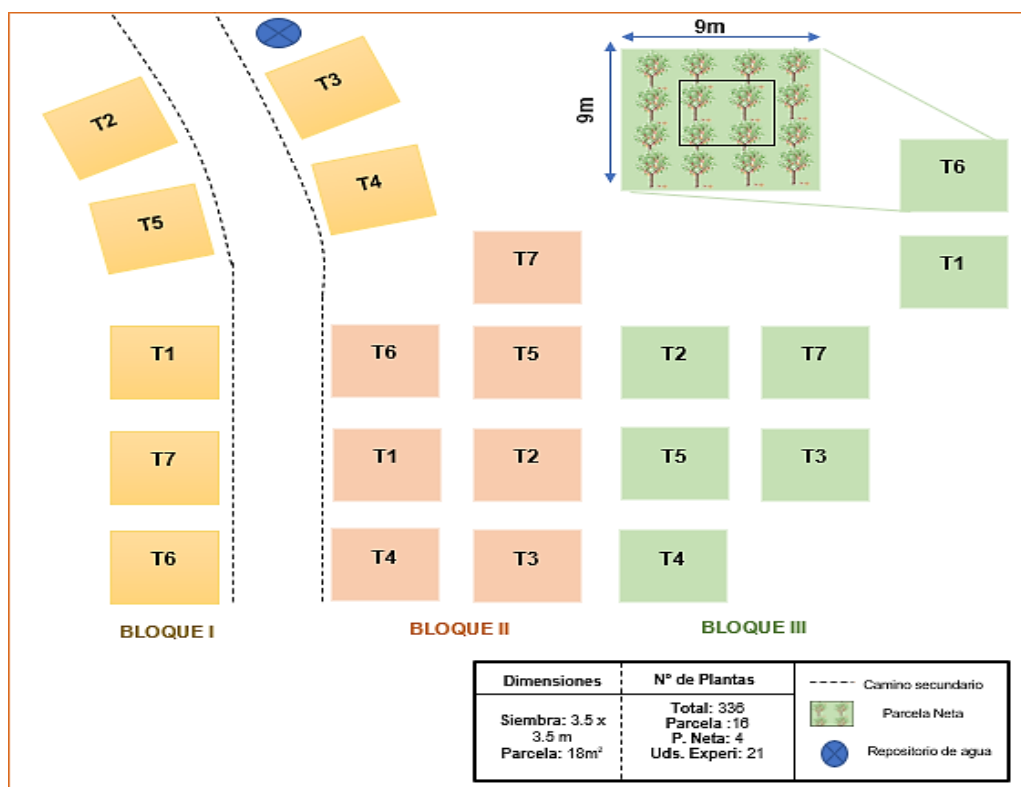 9m
9m
T3
T2
T4
T6
T5
T7
T1
T1
T6
T5
T2
T7
T7
T1
T2
T5
T3
T6
T4
T3
T4
BLOQUE I
BLOQUE II
BLOQUE III
Dimensiones
Siembra: 3.5 x
3.5 m
Parcela: 18m²
N° de Plantas
Total: 336
Parcela :16
P. Neta: 4
Uds. Experi: 21
Camino secundario
Parcela Neta
Repositorio de agua